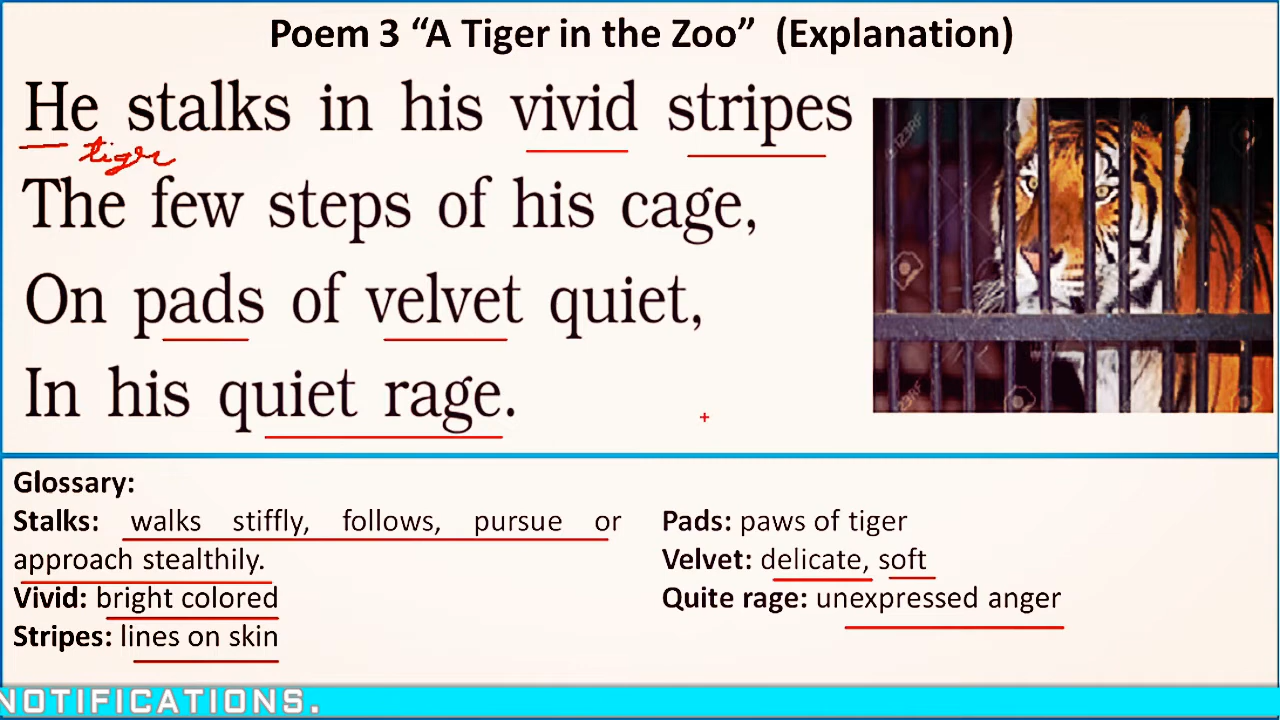 Poem 3 “A Tiger in the Zoo” (Explanation)
He stalks in his vivid stripes
tiger
The few steps of his cage,
On pads of velvet quiet,
In his quiet rage.
123RF
Glossary:
Stalks: walks stiffly, follows, pursue or
approach stealthily.
Vivid: bright colored
Stripes: lines on skin
Pads: paws of tiger
Velvet: delicate, soft
Quite rage: unexpressed anger
NOTIFICATIONS.